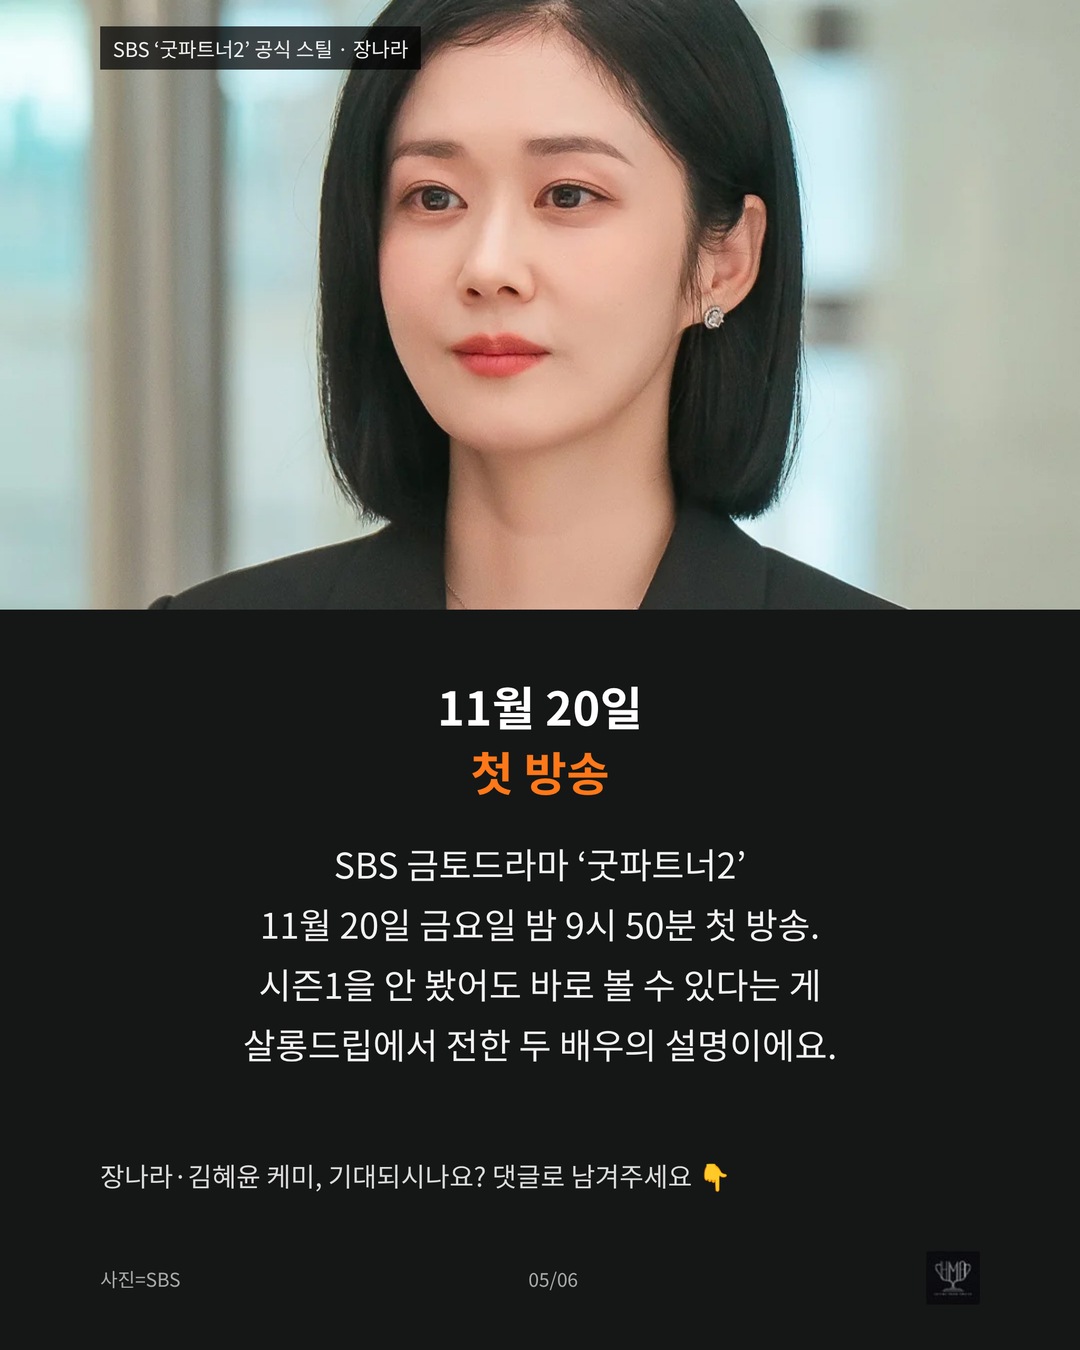 SBS ‘굿파트너2’ 공식 스틸 · 장나라
11월 20일
첫 방송
SBS 금토드라마 ‘굿파트너2’
11월 20일 금요일 밤 9시 50분 첫 방송.
시즌1을 안 봤어도 바로 볼 수 있다는 게
살롱드립에서 전한 두 배우의 설명이에요.
장나라·김혜윤 케미, 기대되시나요? 댓글로 남겨주세요 👇
사진=SBS
05/06